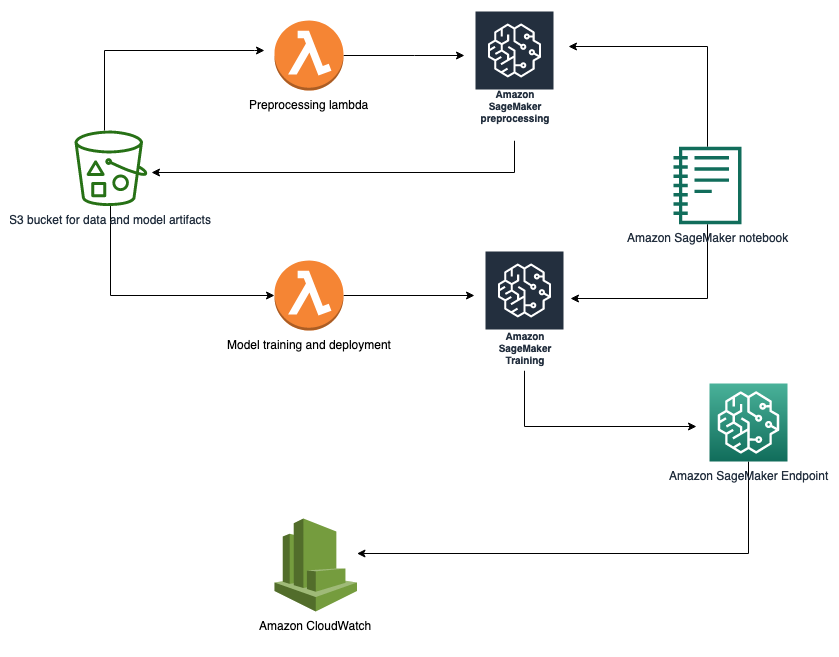 Preprocessing lambda
Amazon
SageMaker
preprocessing
S3 bucket for data and model artifacts
Amazon SageMaker notebook
Model training and deployment
Amazon
SageMaker
Training
Amazon SageMaker Endpoint
Amazon CloudWatch